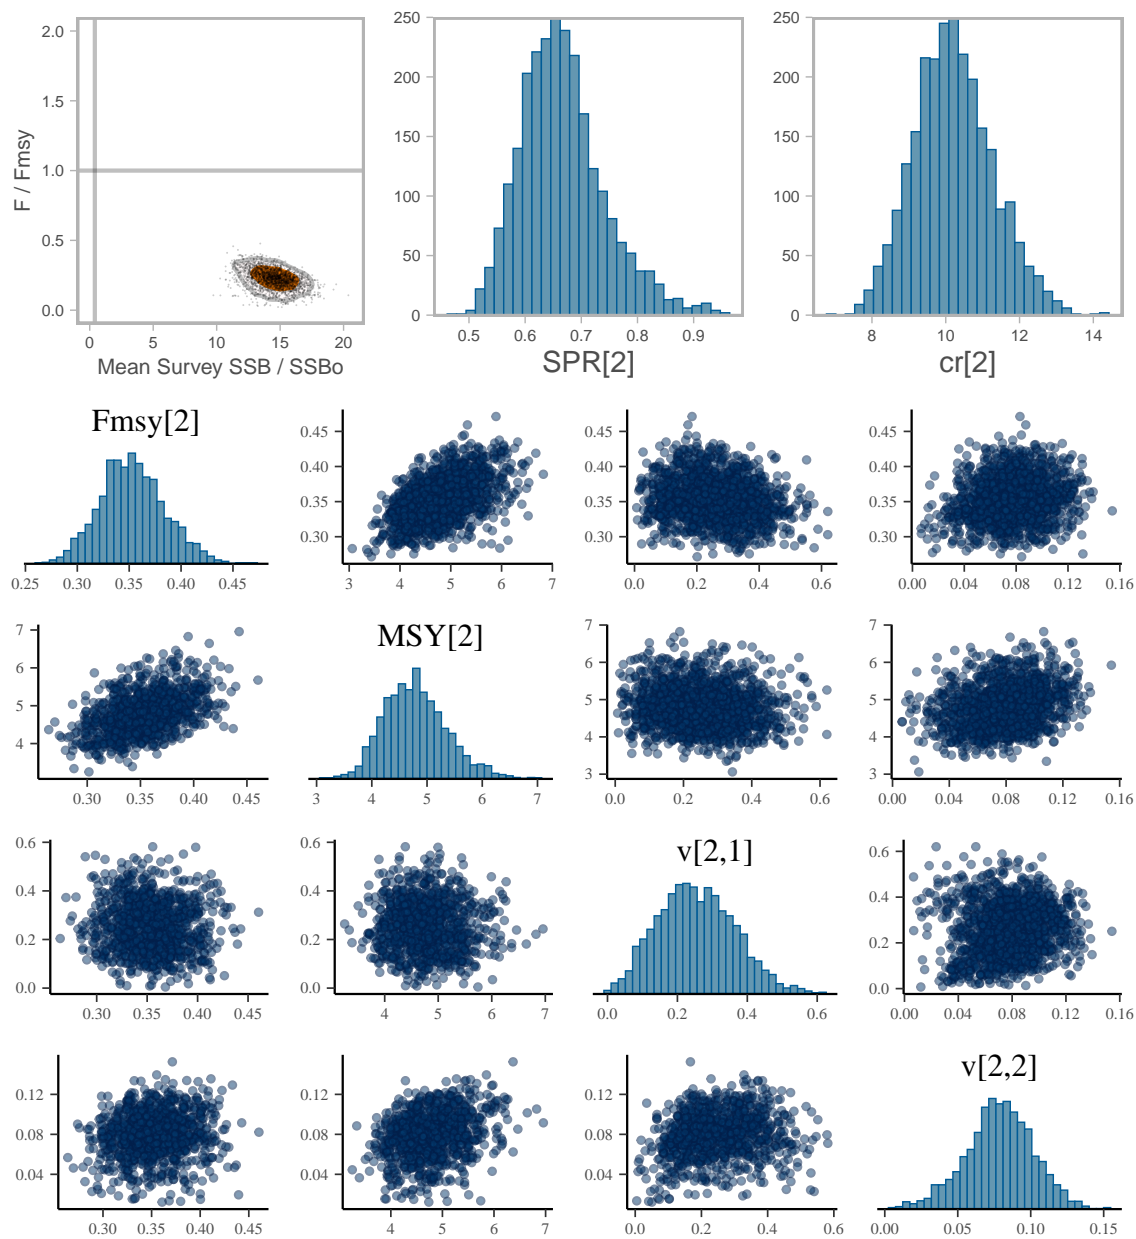 2.0
1.5
1.0
0.5
0.0
F / Fmsy
0 5 10 15 20
Mean Survey SSB / SSBo
250
200
150
100
50
0
0.5 0.6 0.7 0.8 0.9
SPR[2]
250
200
150
100
50
0
8 10 12 14
cr[2]
Fmsy[2]
0.25 0.30 0.35 0.40 0.45
0.45
0.40
0.35
0.30
3 4 5 6 7
0.45
0.40
0.35
0.30
0.0 0.2 0.4 0.6
0.45
0.40
0.35
0.30
0.00 0.04 0.08 0.12 0.16
7
6
5
4
0.30 0.35 0.40 0.45
MSY[2]
3 4 5 6 7
7
6
5
4
3
0.0 0.2 0.4 0.6
7
6
5
4
3
0.00 0.04 0.08 0.12 0.16
0.6
0.4
0.2
0.0
0.30 0.35 0.40 0.45
0.6
0.4
0.2
0.0
4 5 6 7
v[2,1]
0.0 0.2 0.4 0.6
0.6
0.4
0.2
0.0
0.00 0.04 0.08 0.12 0.16
0.12
0.08
0.04
0.30 0.35 0.40 0.45
0.12
0.08
0.04
4 5 6 7
0.12
0.08
0.04
0.0 0.2 0.4 0.6
v[2,2]
0.00 0.05 0.10 0.15